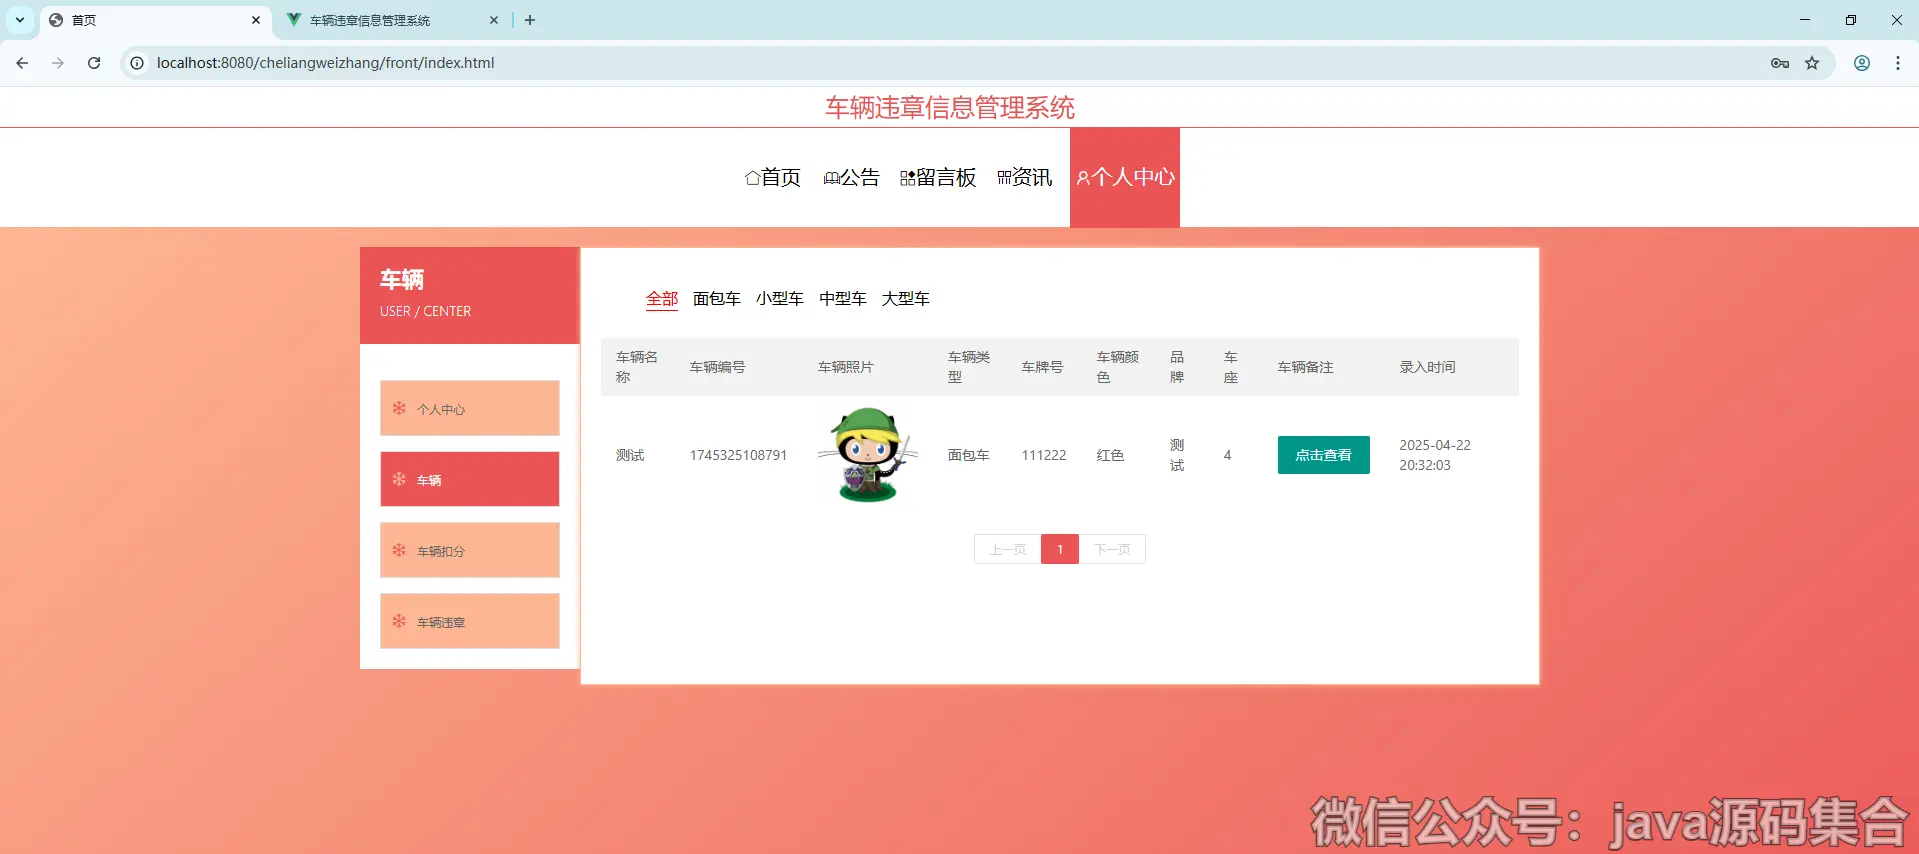 首页
车辆违章信息管理系统
localhost:8080/cheliangweizhang/front/index.html
车辆违章信息管理系统
首页 公告 留言板 资讯 个人中心
车辆
USER / CENTER
个人中心
车辆
车辆扣分
车辆违章
全部 面包车 小型车 中型车 大型车
车辆名称 车辆编号 车辆照片 车辆类型 车牌号 车辆颜色 品牌 车座 车辆备注 录入时间
测试 1745325108791 面包车 111222 红色 测试 4 点击查看 2025-04-22 20:32:03
上一页 1 下一页
微信公众号：java源码集合